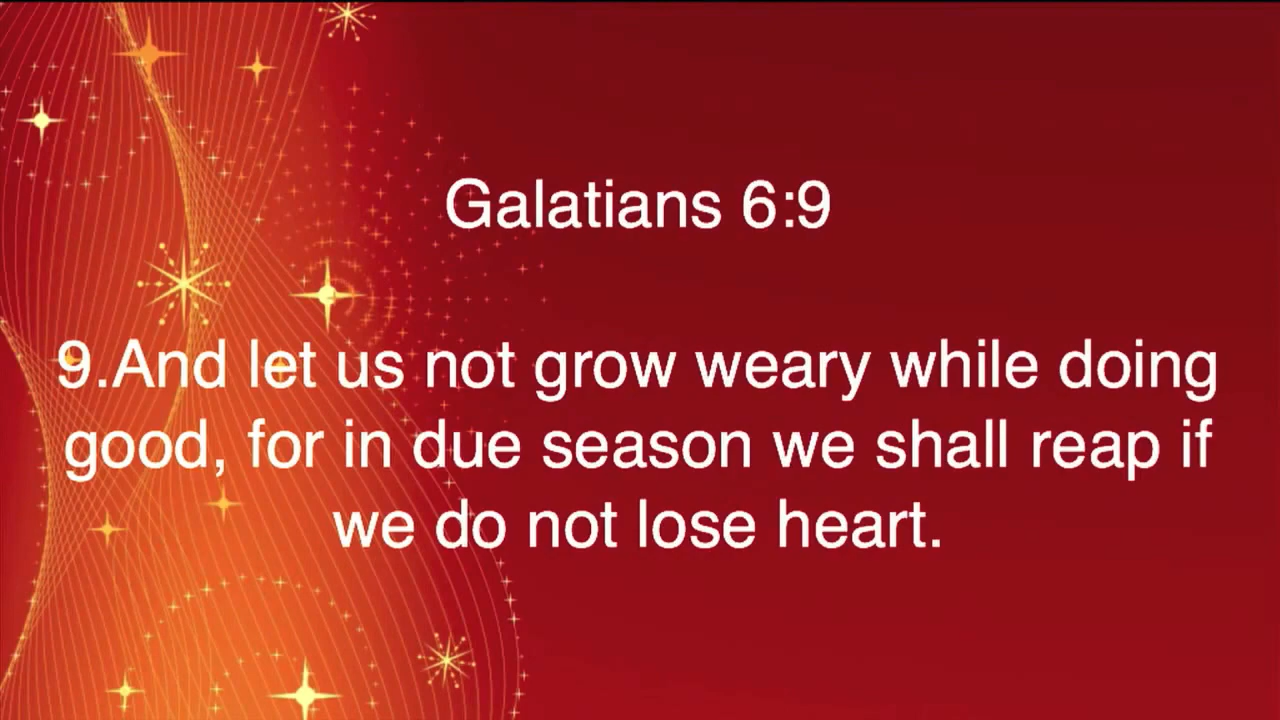 Galatians 6:9
9.And let us not grow weary while doing
good, for in due season we shall reap if
we do not lose heart.